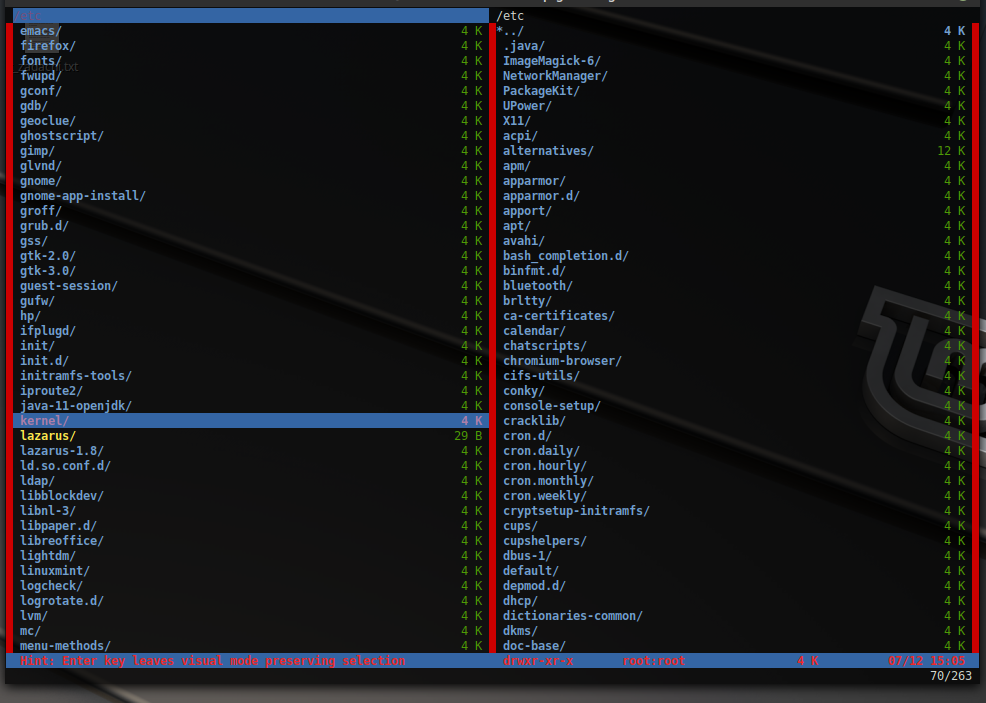 /etc
emacs/ 4 K
firefox/ 4 K
fonts/ 4 K
fwupd/ 4 K
gconf/ 4 K
gdb/ 4 K
geoclue/ 4 K
ghostscript/ 4 K
gimp/ 4 K
glvnd/ 4 K
gnome/ 4 K
gnome-app-install/ 4 K
groff/ 4 K
grub.d/ 4 K
gss/ 4 K
gtk-2.0/ 4 K
gtk-3.0/ 4 K
guest-session/ 4 K
gufw/ 4 K
hp/ 4 K
ifplugd/ 4 K
init/ 4 K
init.d/ 4 K
initramfs-tools/ 4 K
iproute2/ 4 K
java-11-openjdk/ 4 K
kernel/ 4 K
lazarus/ 29 B
lazarus-1.8/ 4 K
ld.so.conf.d/ 4 K
ldap/ 4 K
libblockdev/ 4 K
libnl-3/ 4 K
libpaper.d/ 4 K
libreoffice/ 4 K
lightdm/ 4 K
linuxmint/ 4 K
logcheck/ 4 K
logrotate.d/ 4 K
lvm/ 4 K
mc/ 4 K
menu-methods/ 4 K
/etc
*../ 4 K
.java/ 4 K
ImageMagick-6/ 4 K
NetworkManager/ 4 K
PackageKit/ 4 K
UPower/ 4 K
X11/ 4 K
acpi/ 4 K
alternatives/ 12 K
apm/ 4 K
apparmor/ 4 K
apparmor.d/ 4 K
apport/ 4 K
apt/ 4 K
avahi/ 4 K
bash_completion.d/ 4 K
binfmt.d/ 4 K
bluetooth/ 4 K
brltty/ 4 K
ca-certificates/ 4 K
calendar/ 4 K
chatscripts/ 4 K
chromium-browser/ 4 K
cifs-utils/ 4 K
conky/ 4 K
console-setup/ 4 K
cracklib/ 4 K
cron.d/ 4 K
cron.daily/ 4 K
cron.hourly/ 4 K
cron.monthly/ 4 K
cron.weekly/ 4 K
cryptsetup-initramfs/ 4 K
cups/ 4 K
cupshelpers/ 4 K
dbus-1/ 4 K
default/ 4 K
depmod.d/ 4 K
dhcp/ 4 K
dictionaries-common/ 4 K
dkms/ 4 K
doc-base/ 4 K
Hint: Enter key leaves visual mode preserving selection drwxr-xr-x root:root 4 K 07/12 15:05
70/263